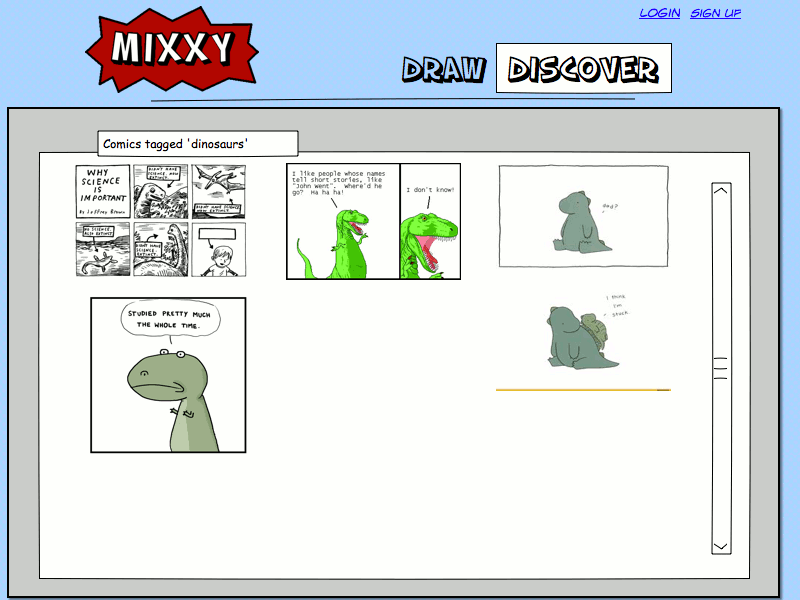 LOGIN SIGN UP
MIXXY
DRAW DISCOVER
Comics tagged 'dinosaurs'
WHY
SCIENCE
IS
IMPORTANT
By Jeffrey Brown
DIDN'T HAVE
SCIENCE. NOW
EXTINCT.
DIDN'T HAVE
SCIENCE. NOW EXTINCT.
NO SCIENCE.
ALSO EXTINCT.
DIDN'T HAVE
SCIENCE.
EXTINCT.
I like people whose names
tell short stories, like
"John Went". Where'd he
go? Ha ha ha!
I don't know!
dad?
STUDIED PRETTY MUCH
THE WHOLE TIME.
I think
I'm
stuck.